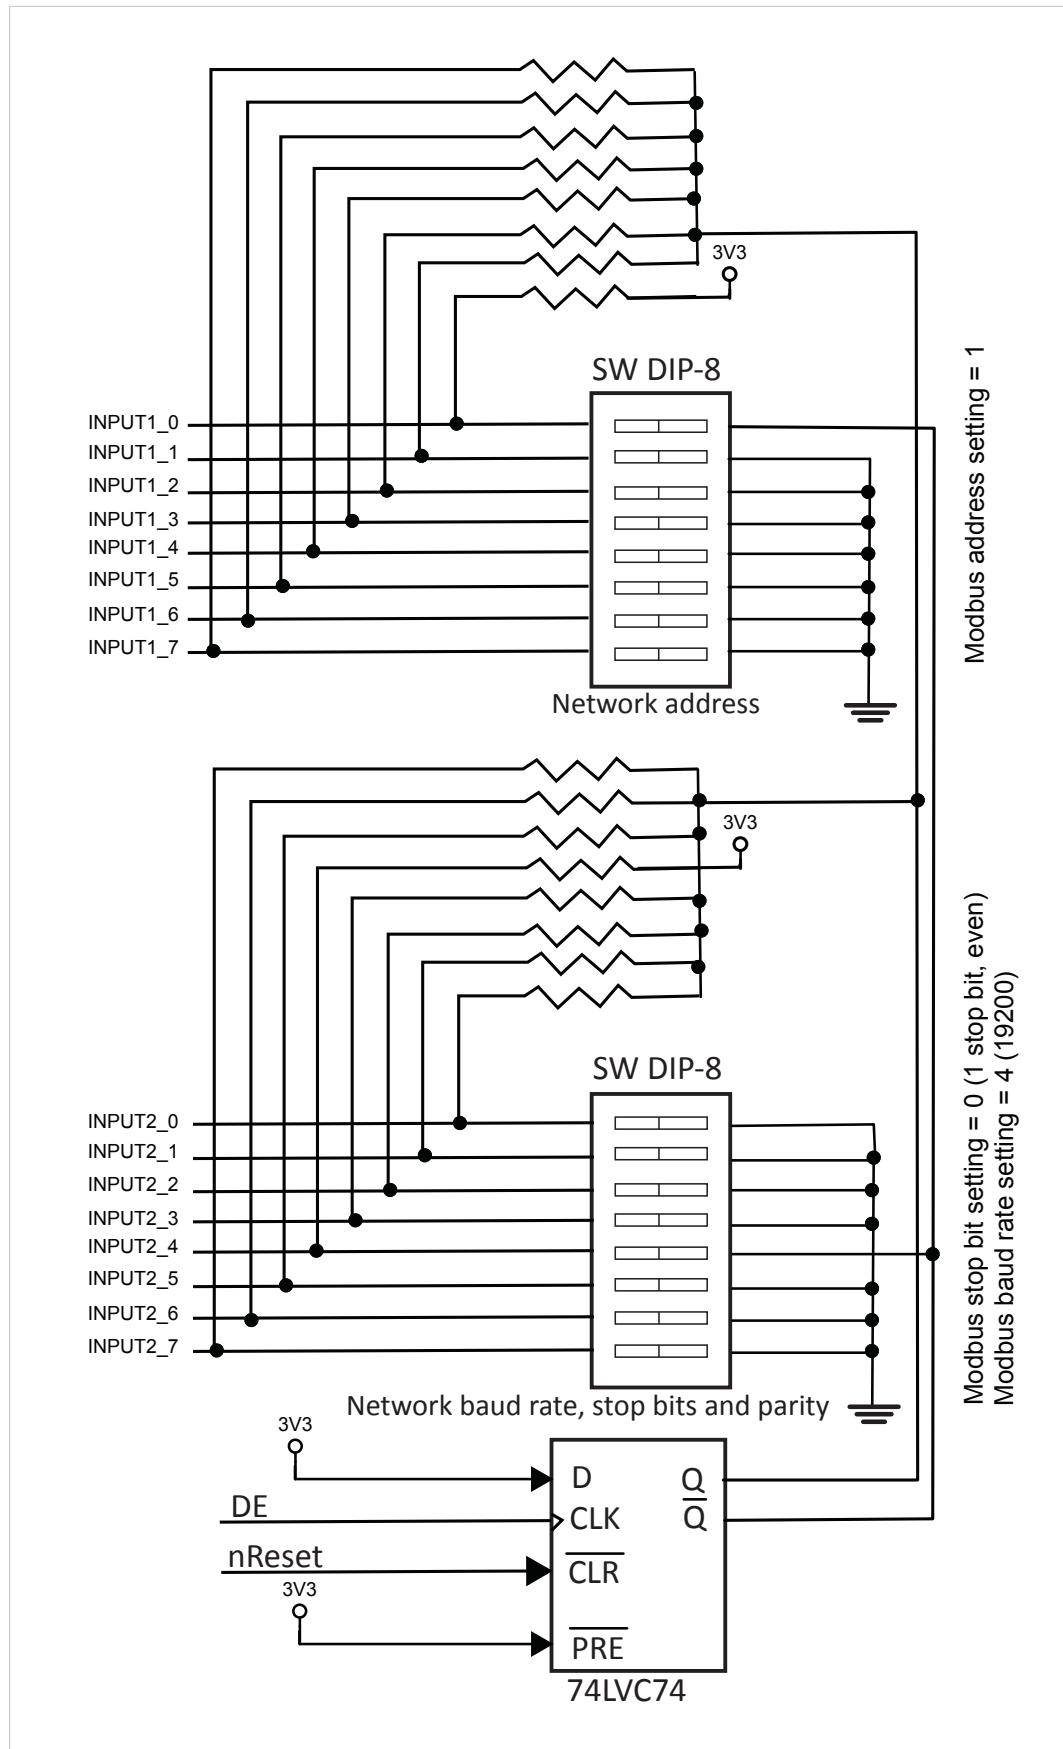 3V3
SW DIP-8
INPUT1_0
INPUT1_1
INPUT1_2
INPUT1_3
INPUT1_4
INPUT1_5
INPUT1_6
INPUT1_7
Network address
Modbus address setting = 1
3V3
SW DIP-8
INPUT2_0
INPUT2_1
INPUT2_2
INPUT2_3
INPUT2_4
INPUT2_5
INPUT2_6
INPUT2_7
Network baud rate, stop bits and parity
Modbus stop bit setting = 0 (1 stop bit, even)
Modbus baud rate setting = 4 (19200)
3V3
D
Q
DE
CLK
Q̅
nReset
C̅L̅R̅
3V3
P̅R̅E̅
74LVC74